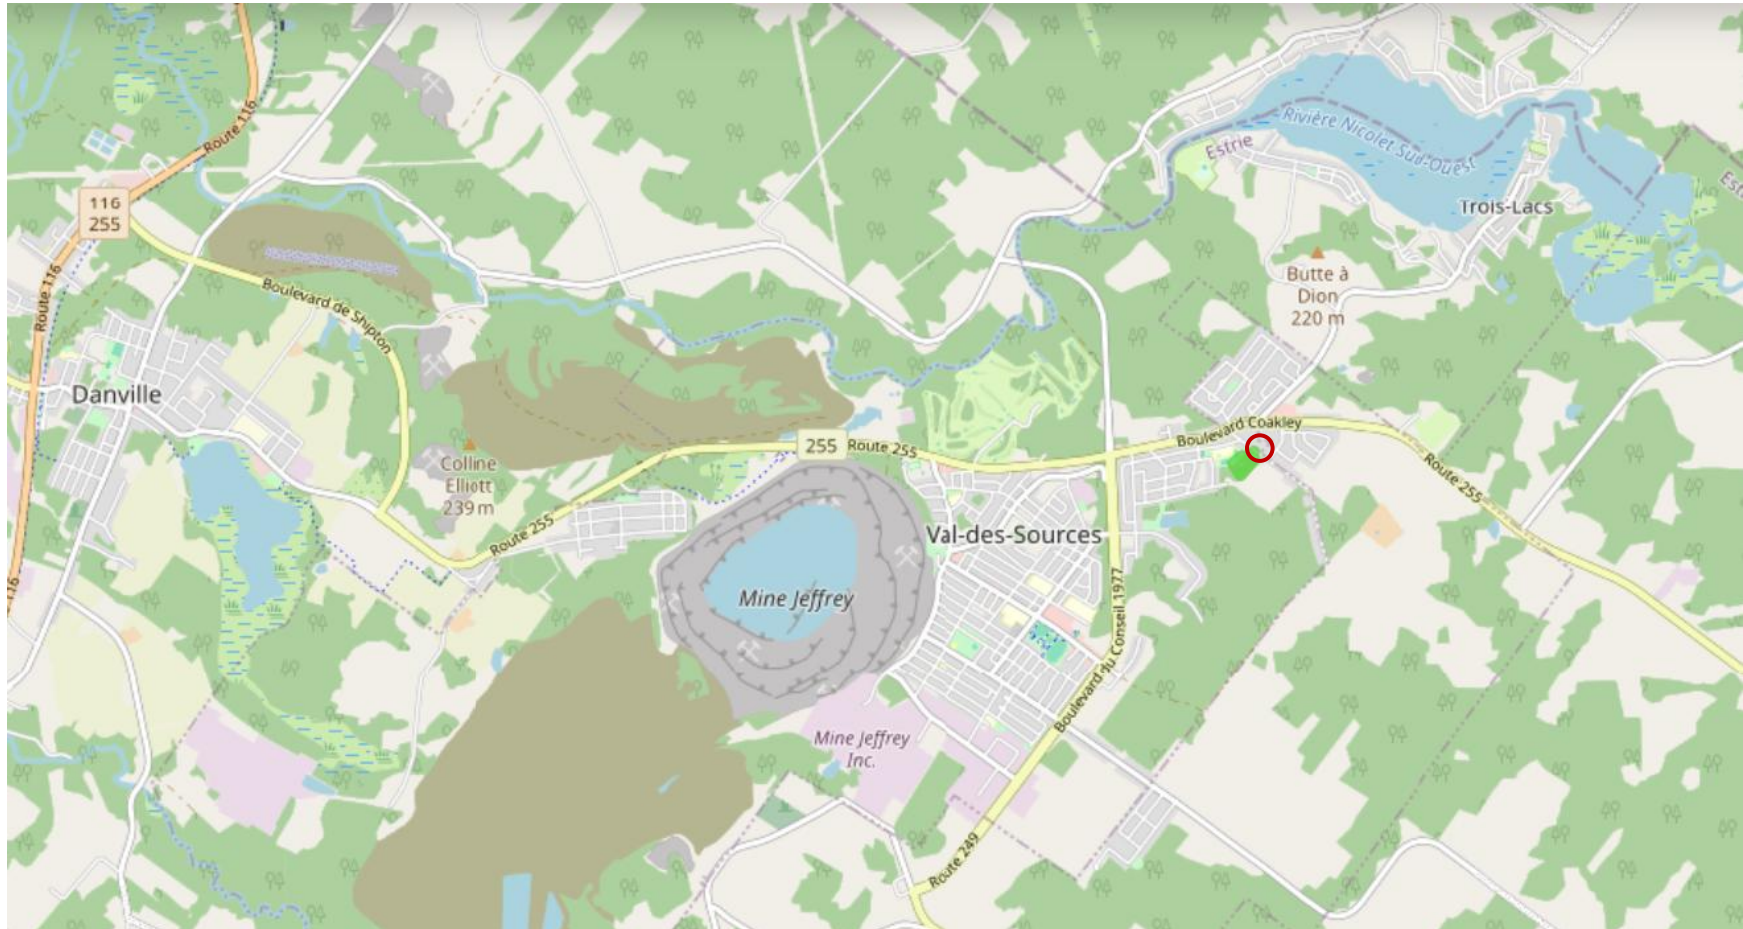 Route 116
Rivière Nicolet Sud-Ouest
Estrie
116
255
Trois-Lacs
Route 116
Boulevard de Shipton
Butte à
Dion
220 m
Danville
Boulevard Coakley
255
Route 255
Colline
Elliott
239 m
Route 255
Route 255
Val-des-Sources
Mine Jeffrey
Boulevard du Conseil 1977
Mine Jeffrey
Inc.
Route 249